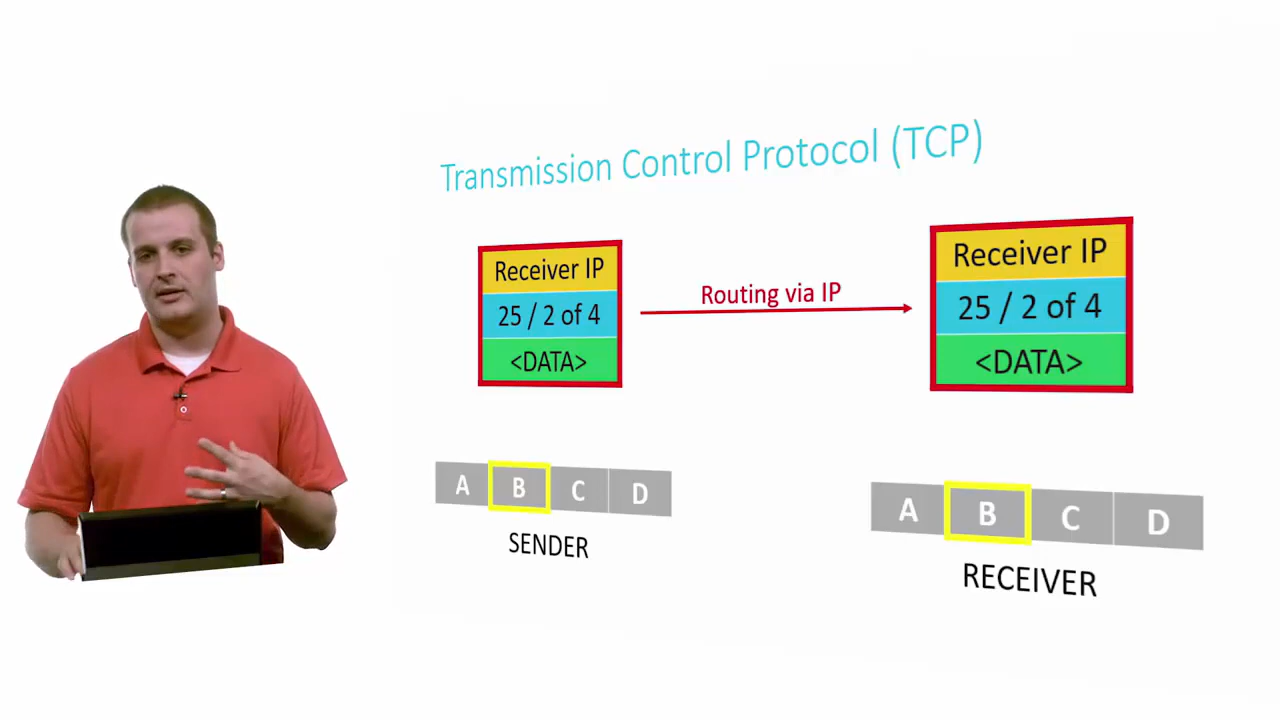 Transmission Control Protocol (TCP)
Receiver IP
25 / 2 of 4
<DATA>
Routing via IP
Receiver IP
25 / 2 of 4
<DATA>
A B C D
SENDER
A B C D
RECEIVER